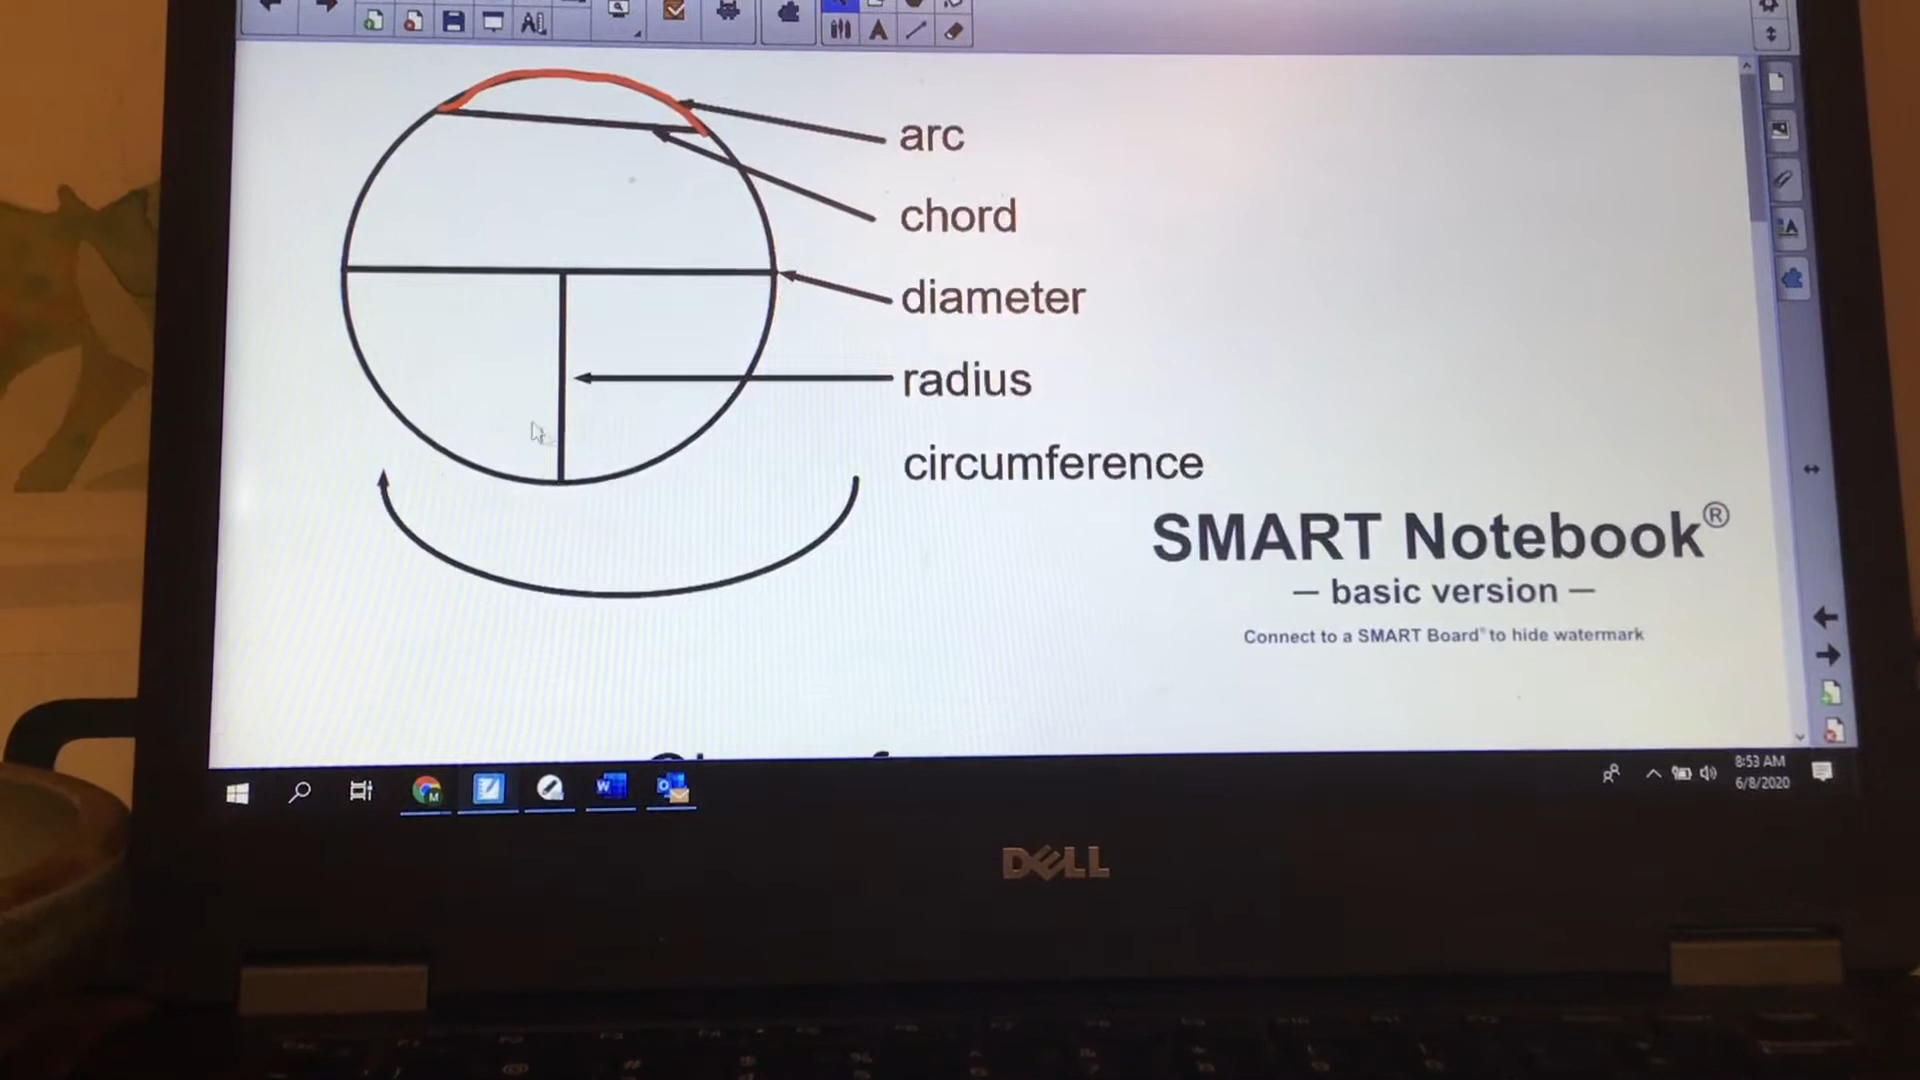 arc
chord
diameter
radius
circumference
SMART Notebook®
— basic version —
Connect to a SMART Board® to hide watermark
8:53 AM
6/8/2020
DELL